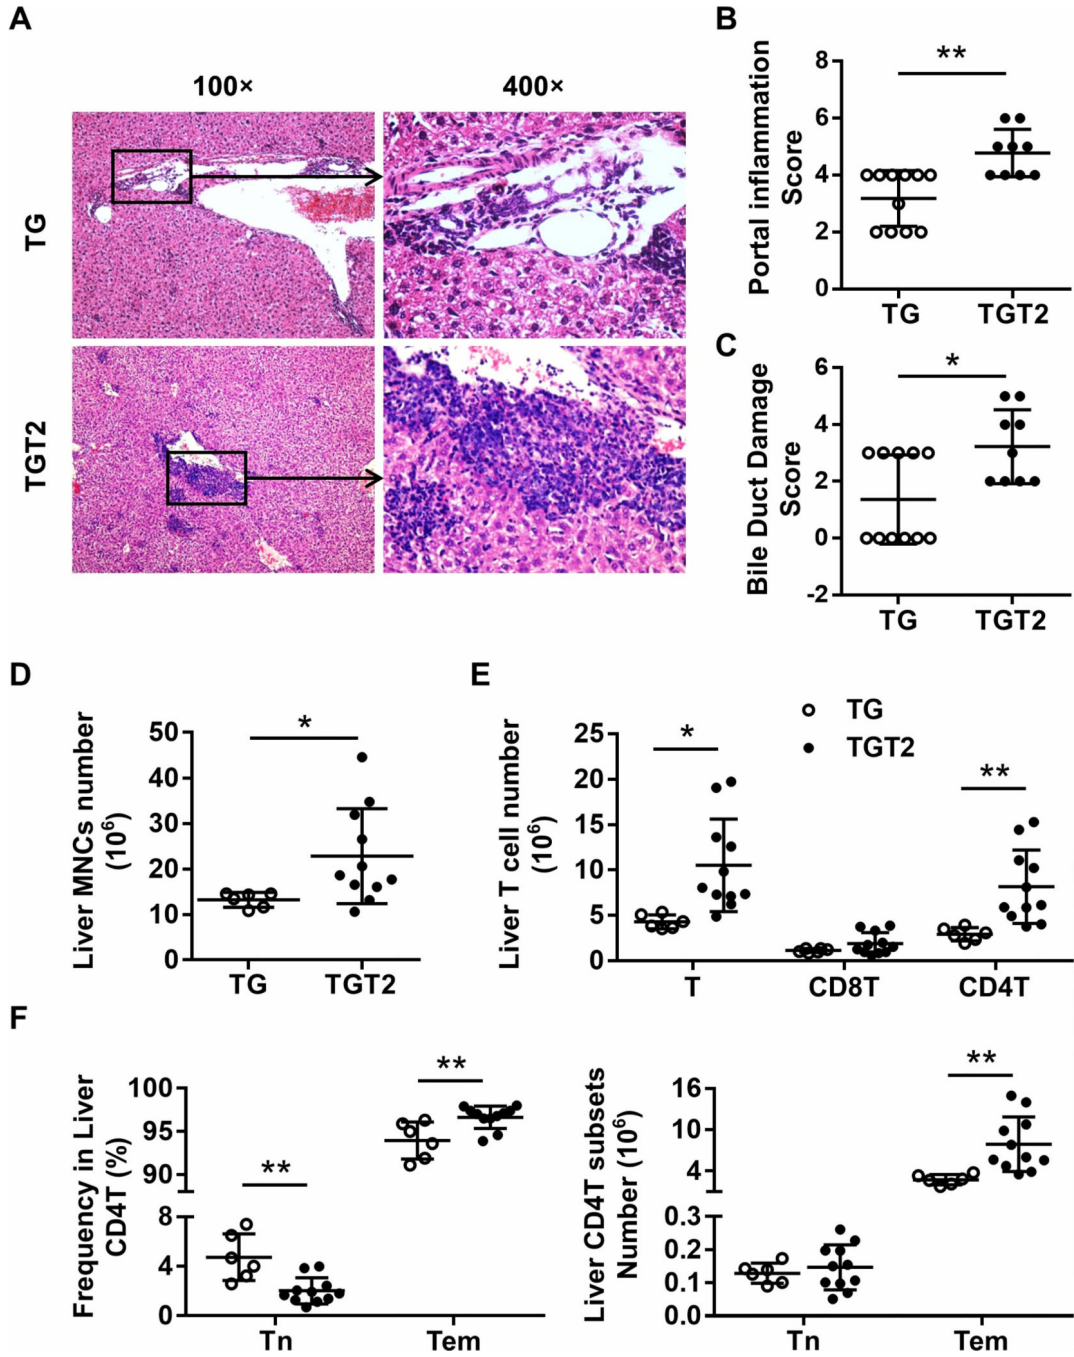 A
100×
400×
TG
TGT2
B
Portal inflammation
Score
8
6
4
2
0
**
TG
TGT2
C
Bile Duct Damage
Score
6
4
2
0
-2
*
TG
TGT2
D
Liver MNCs number
(10⁶)
50
40
30
20
10
0
*
TG
TGT2
E
Liver T cell number
(10⁶)
25
20
15
10
5
0
TG
TGT2
*
**
T
CD8T
CD4T
F
Frequency in Liver
CD4T (%)
100
95
90
8
4
0
**
**
Tn
Tem
Liver CD4T subsets
Number (10⁶)
16
10
4
0.3
0.2
0.1
0.0
**
Tn
Tem